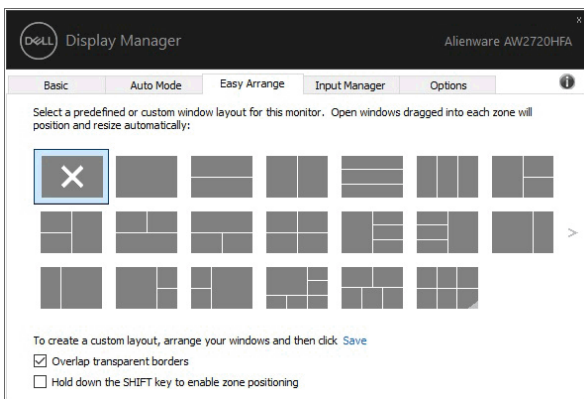 DELL Display Manager
Alienware AW2720HFA
Basic
Auto Mode
Easy Arrange
Input Manager
Options
Select a predefined or custom window layout for this monitor. Open windows dragged into each zone will
position and resize automatically:
To create a custom layout, arrange your windows and then click Save
Overlap transparent borders
Hold down the SHIFT key to enable zone positioning